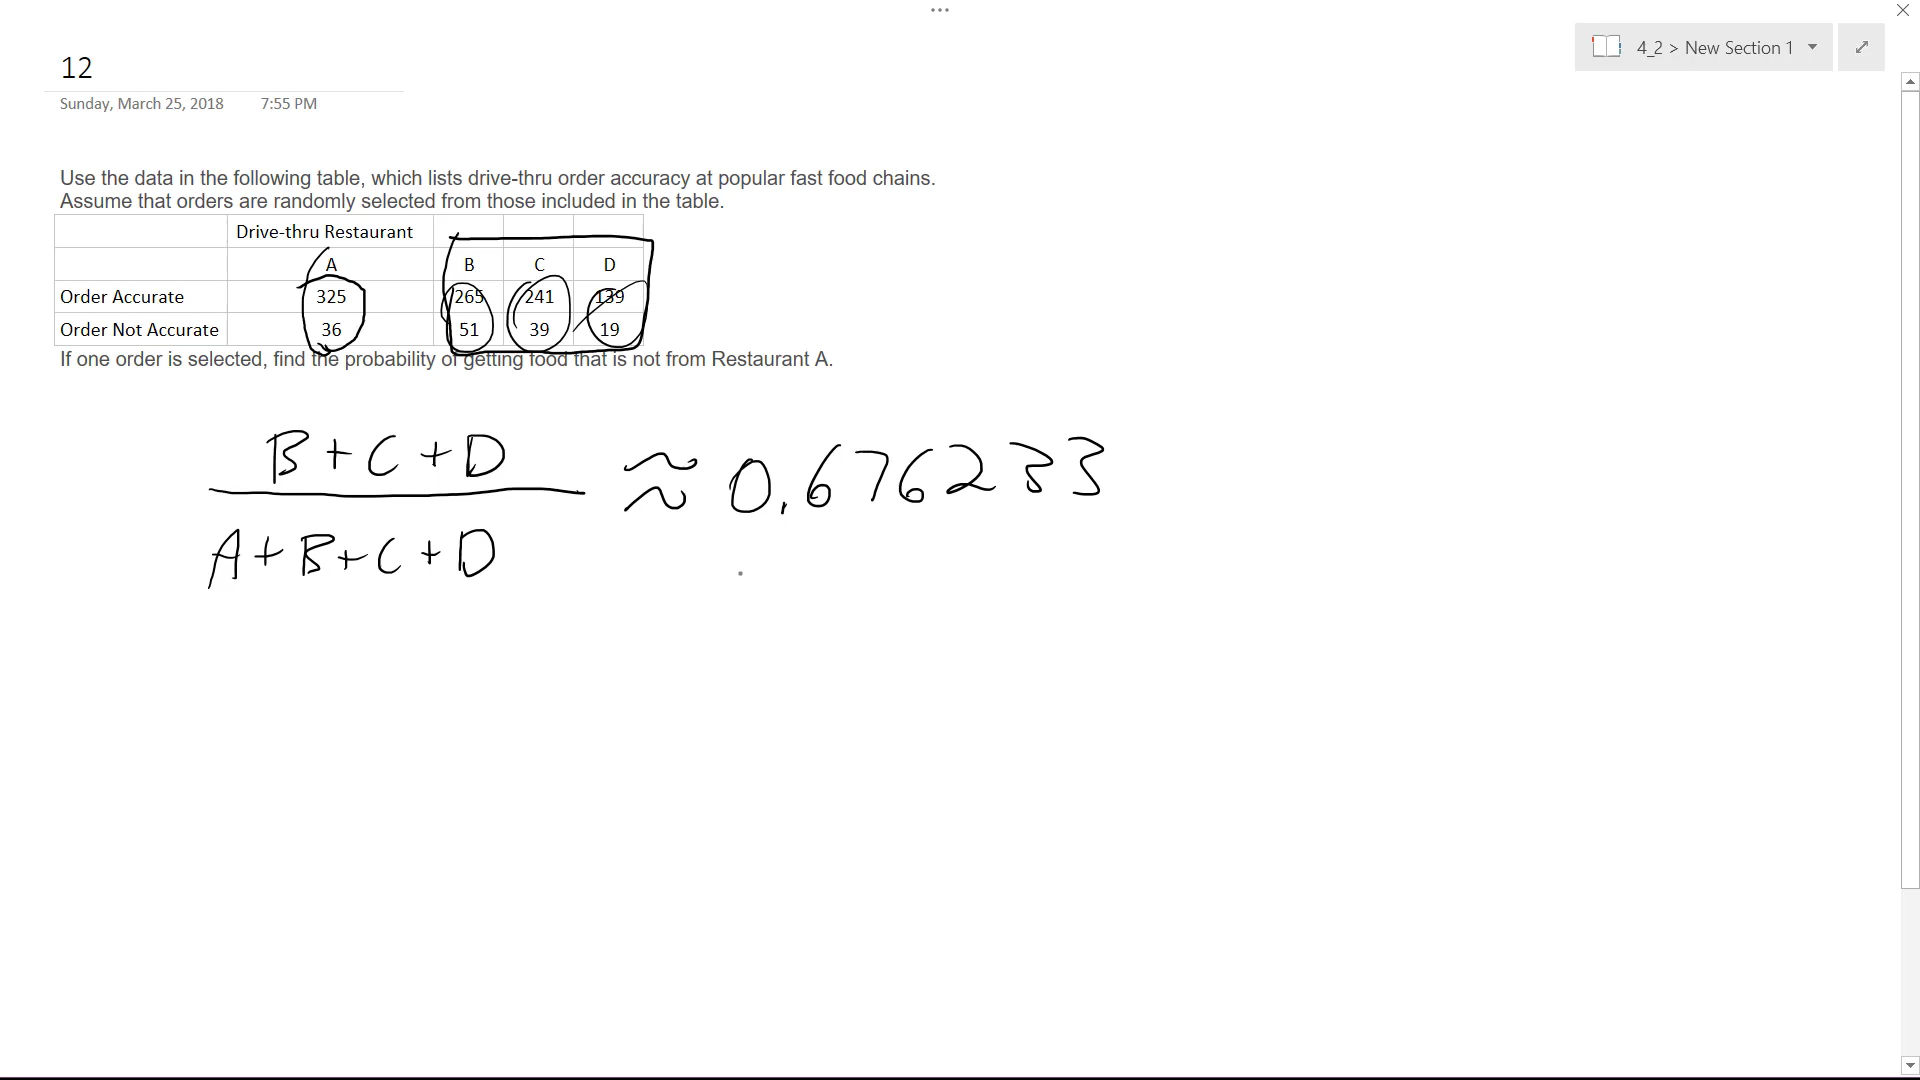 ...
4_2 > New Section 1
12
Sunday, March 25, 2018 7:55 PM
Use the data in the following table, which lists drive-thru order accuracy at popular fast food chains.
Assume that orders are randomly selected from those included in the table.
Drive-thru Restaurant
A B C D
Order Accurate 325 265 241 139
Order Not Accurate 36 51 39 19
If one order is selected, find the probability of getting food that is not from Restaurant A.
B + C + D
A + B + C + D
≈ 0.676233